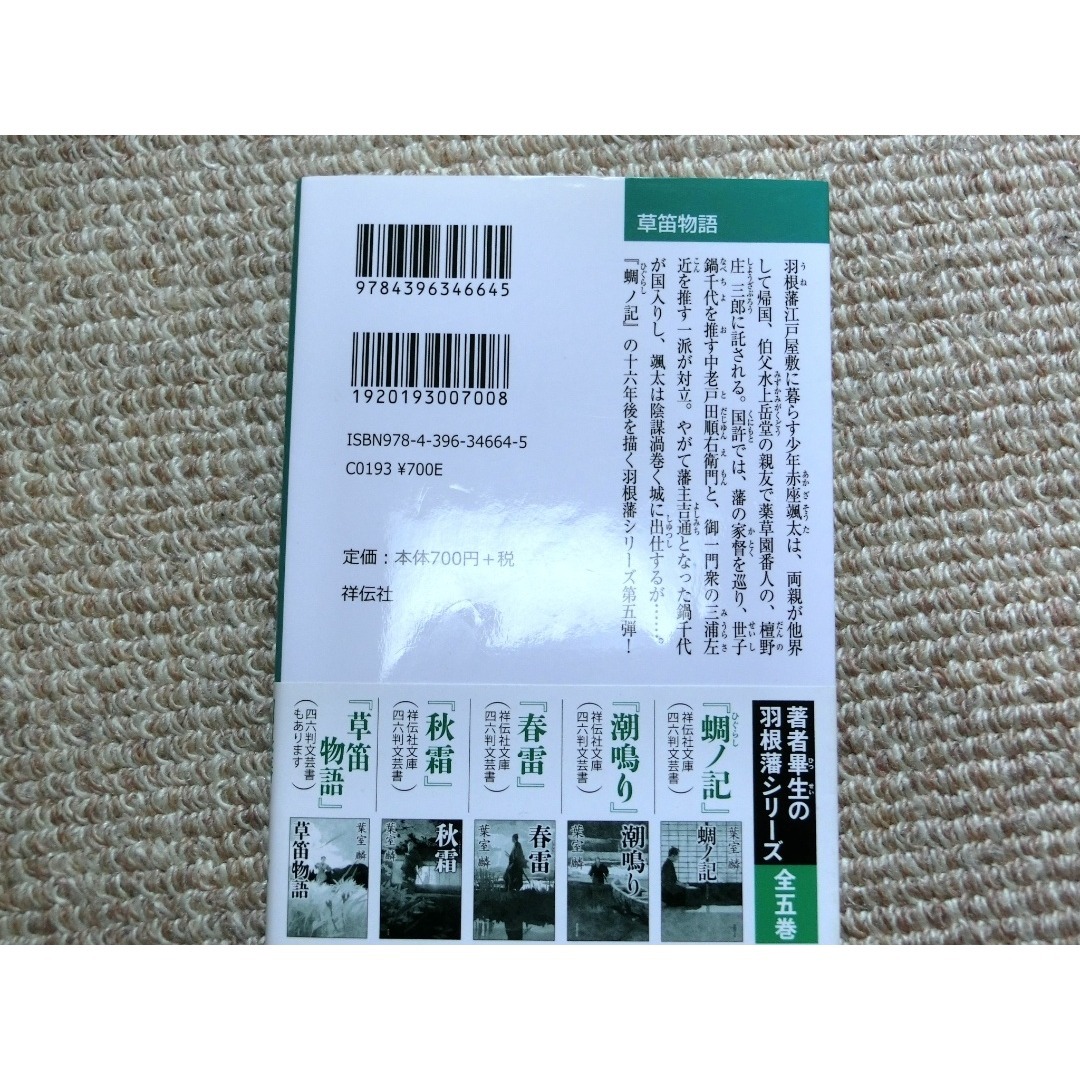 草笛物語
羽根藩江戸屋敷に暮らす少年赤座颯太は、両親が他界
して帰国、伯父水上岳堂の親友で薬草園番人の、檀野
庄三郎に託される。国許では、藩の家督を巡り、世子
鍋千代を推す中老戸田順右衛門と、御一門衆の三浦左
近を推す一派が対立。やがて藩主吉通となった鍋千代
が国入りし、颯太は陰謀渦巻く城に出仕するが……。
『蜩ノ記』の十六年後を描く羽根藩シリーズ第五弾！
9784396346645
1920193007008
ISBN978-4-396-34664-5
C0193 ¥700E
定価：本体700円＋税
祥伝社
著者畢生の
羽根藩シリーズ
全五巻
『蜩ノ記』
（祥伝社文庫
四六判文芸書）
『潮鳴り』
（祥伝社文庫
四六判文芸書）
『春雷』
（祥伝社文庫
四六判文芸書）
『秋霜』
（祥伝社文庫
四六判文芸書）
『草笛
物語』
（四六判文芸書
もあります）
葉室麟
蜩ノ記
潮鳴り
葉室麟
春雷
葉室麟
秋霜
葉室麟
葉室麟
草笛物語